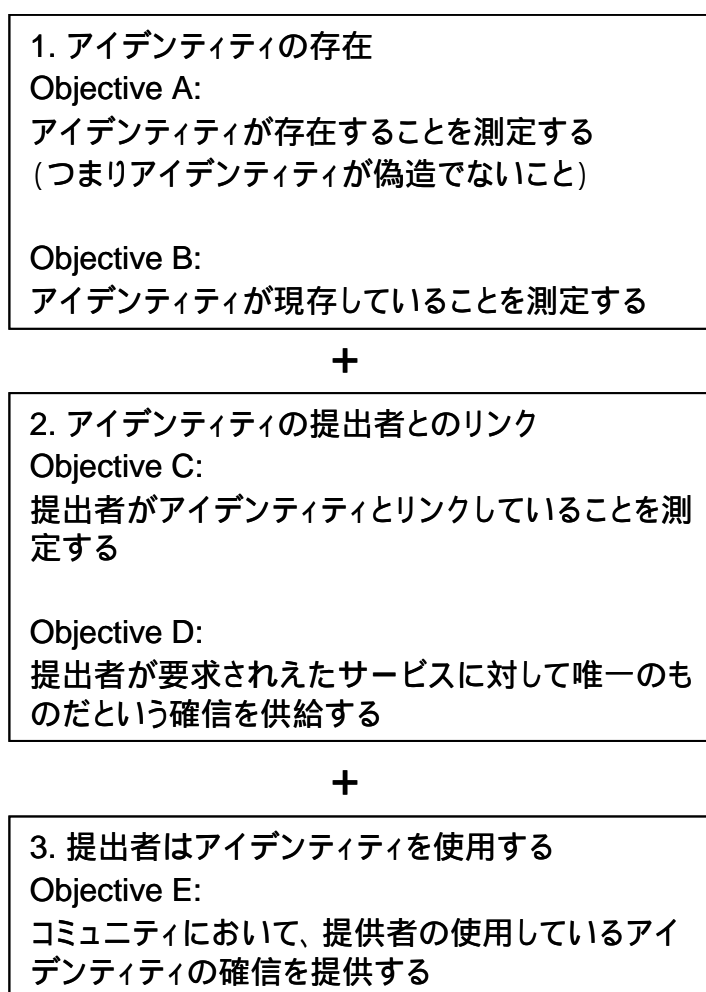 1. アイデンティティの存在
Objective A:
アイデンティティが存在することを測定する
(つまりアイデンティティが偽造でないこと)
Objective B:
アイデンティティが現存していることを測定する
+
2. アイデンティティの提出者とのリンク
Objective C:
提出者がアイデンティティとリンクしていることを測
定する
Objective D:
提出者が要求されえたサービスに対して唯一のも
のだという確信を供給する
+
3. 提出者はアイデンティティを使用する
Objective E:
コミュニティにおいて、提供者の使用しているアイ
デンティティの確信を提供する